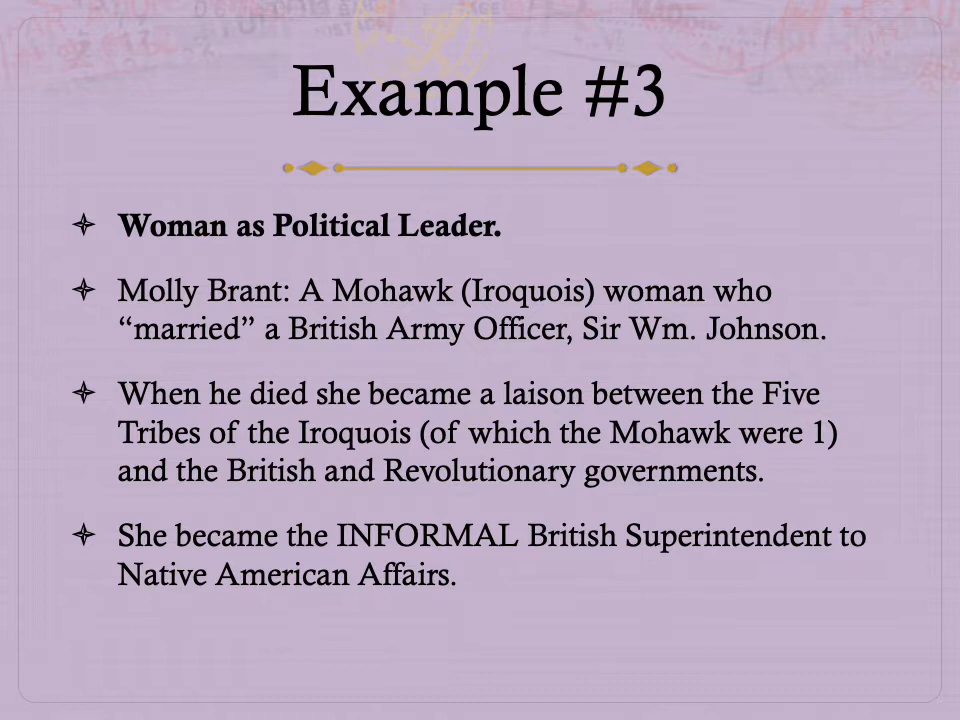 Example #3
Woman as Political Leader.
Molly Brant: A Mohawk (Iroquois) woman who
“married” a British Army Officer, Sir Wm. Johnson.
When he died she became a laison between the Five
Tribes of the Iroquois (of which the Mohawk were 1)
and the British and Revolutionary governments.
She became the INFORMAL British Superintendent to
Native American Affairs.